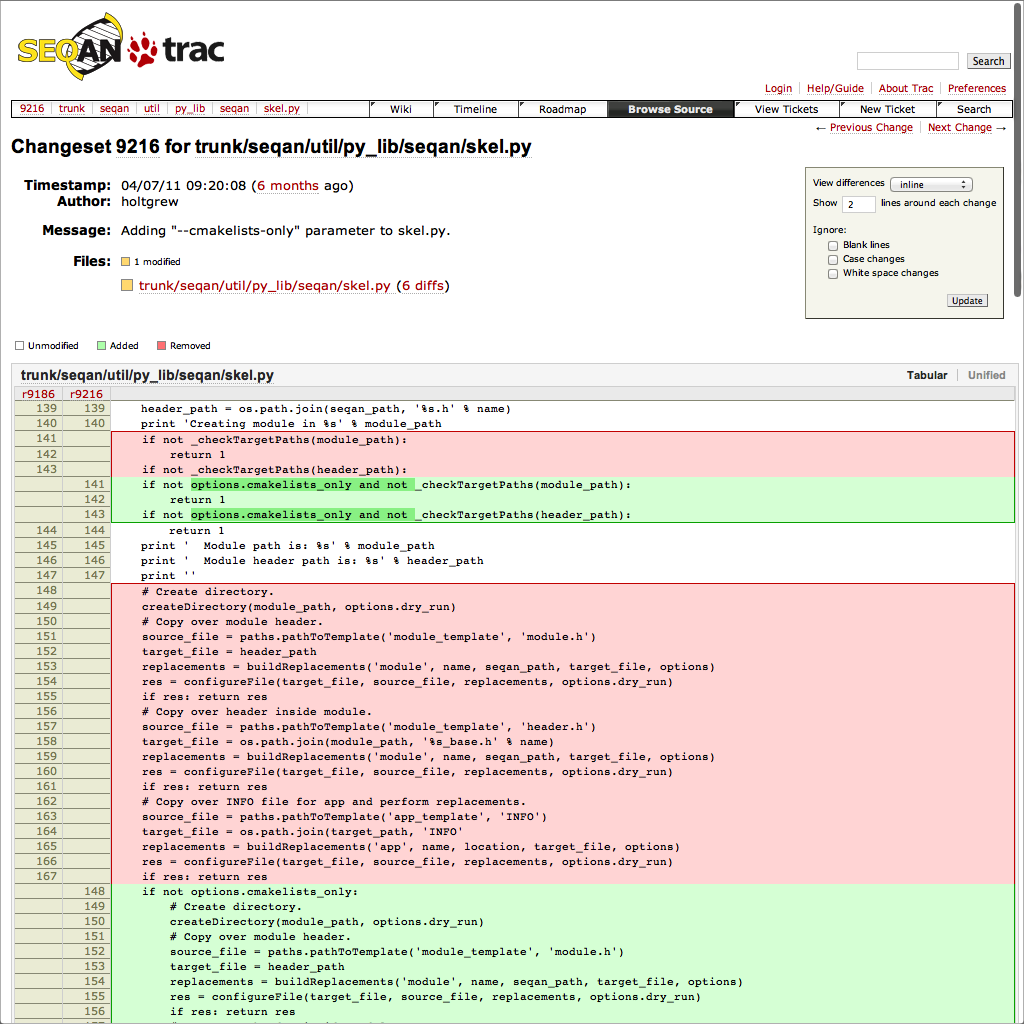 SEQAN trac
Search
Login Help/Guide About Trac Preferences
9216 trunk seqan util py_lib seqan skel.py Wiki Timeline Roadmap Browse Source View Tickets New Ticket Search
← Previous Change Next Change →
Changeset 9216 for trunk/seqan/util/py_lib/seqan/skel.py
Timestamp: 04/07/11 09:20:08 (6 months ago)
Author: holtgrew
Message: Adding "--cmakelists-only" parameter to skel.py.
Files: 1 modified
trunk/seqan/util/py_lib/seqan/skel.py (6 diffs)
View differences inline
Show 2 lines around each change
Ignore:
Blank lines
Case changes
White space changes
Update
Unmodified Added Removed
trunk/seqan/util/py_lib/seqan/skel.py Tabular Unified
r9186 r9216
139 139 header_path = os.path.join(seqan_path, '%s.h' % name)
140 140 print 'Creating module in %s' % module_path
141 if not _checkTargetPaths(module_path):
142 return 1
143 if not _checkTargetPaths(header_path):
141 if not options.cmakelists_only and not _checkTargetPaths(module_path):
142 return 1
143 if not options.cmakelists_only and not _checkTargetPaths(header_path):
144 144 return 1
145 145 print '  Module path is: %s' % module_path
146 146 print '  Module header path is: %s' % header_path
147 147 print ''
148 # Create directory.
149 createDirectory(module_path, options.dry_run)
150 # Copy over module header.
151 source_file = paths.pathToTemplate('module_template', 'module.h')
152 target_file = header_path
153 replacements = buildReplacements('module', name, seqan_path, target_file, options)
154 res = configureFile(target_file, source_file, replacements, options.dry_run)
155 if res: return res
156 # Copy over header inside module.
157 source_file = paths.pathToTemplate('module_template', 'header.h')
158 target_file = os.path.join(module_path, '%s_base.h' % name)
159 replacements = buildReplacements('module', name, seqan_path, target_file, options)
160 res = configureFile(target_file, source_file, replacements, options.dry_run)
161 if res: return res
162 # Copy over INFO file for app and perform replacements.
163 source_file = paths.pathToTemplate('app_template', 'INFO')
164 target_file = os.path.join(target_path, 'INFO'
165 replacements = buildReplacements('app', name, location, target_file, options)
166 res = configureFile(target_file, source_file, replacements, options.dry_run)
167 if res: return res
148 if not options.cmakelists_only:
149 # Create directory.
150 createDirectory(module_path, options.dry_run)
151 # Copy over module header.
152 source_file = paths.pathToTemplate('module_template', 'module.h')
153 target_file = header_path
154 replacements = buildReplacements('module', name, seqan_path, target_file, options)
155 res = configureFile(target_file, source_file, replacements, options.dry_run)
156 if res: return res